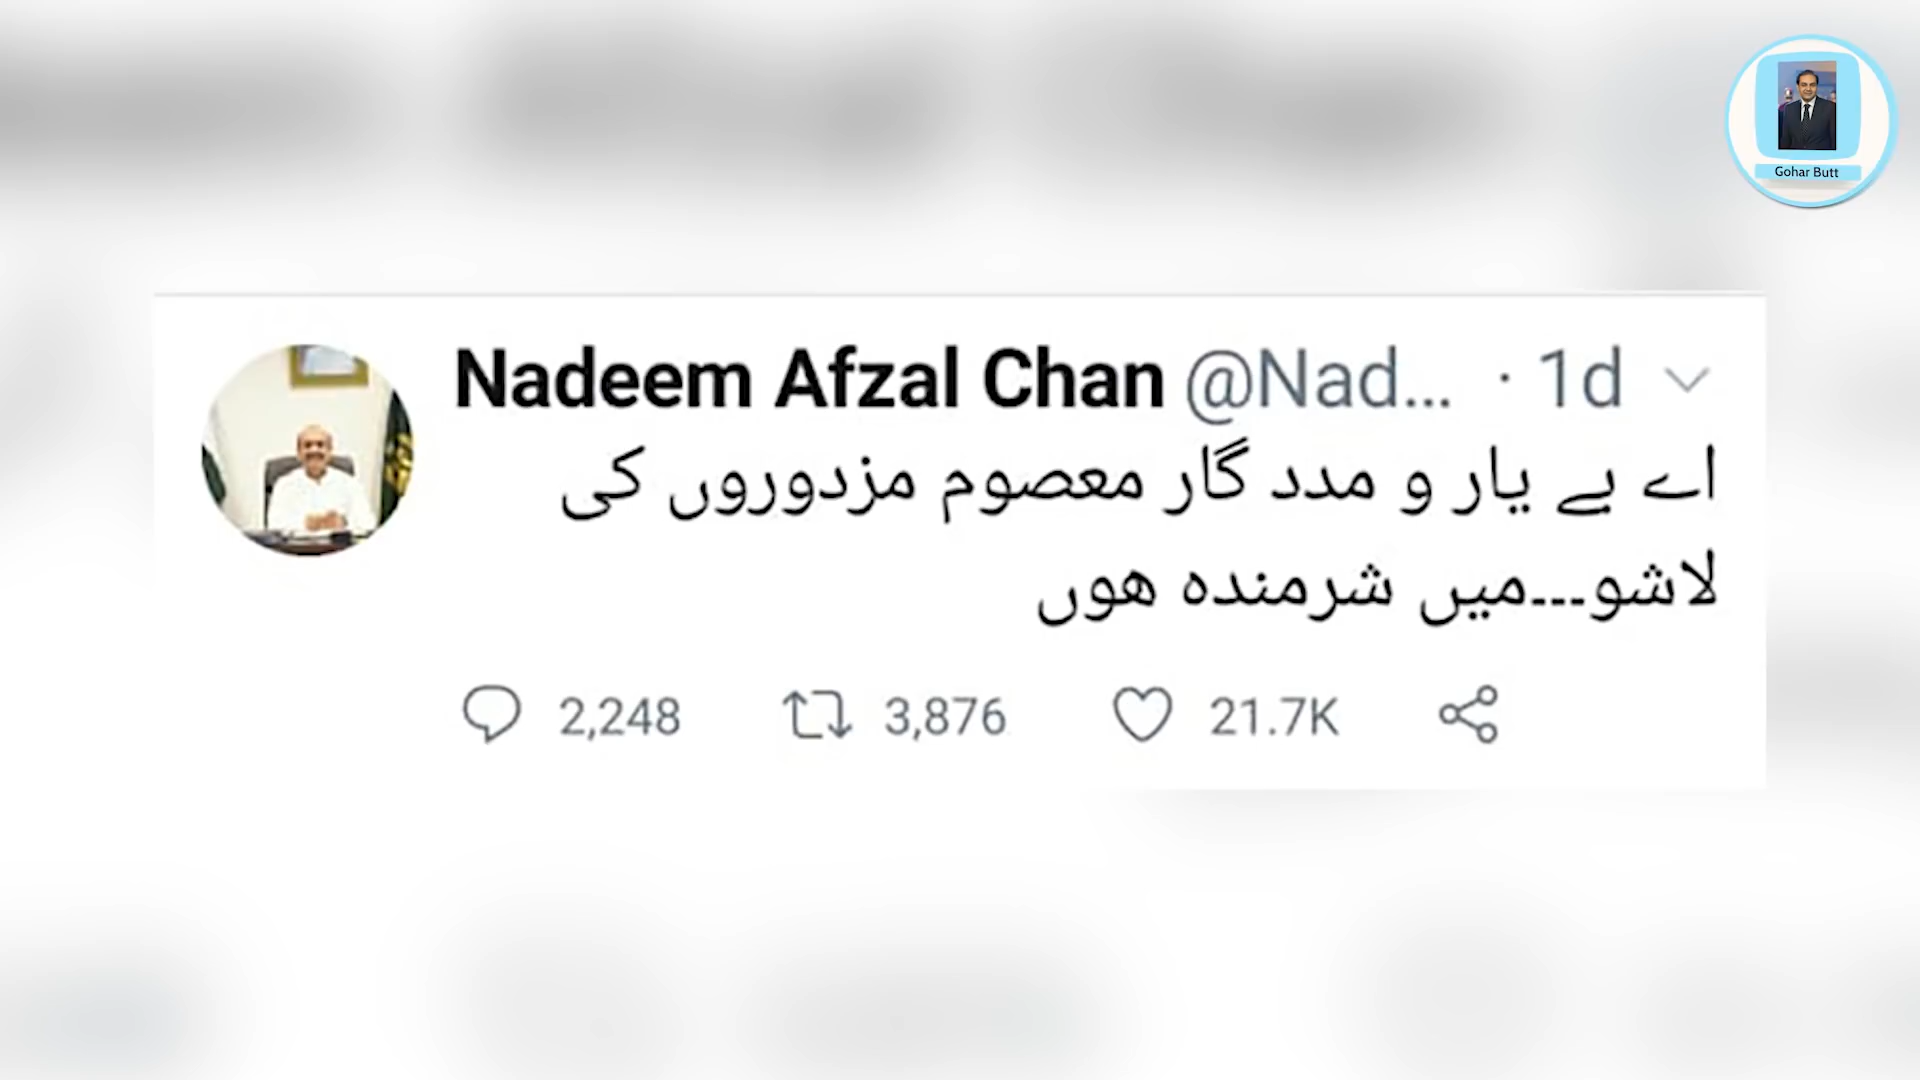 Gohar Butt
Nadeem Afzal Chan @Nad... · 1d
اے بے یار و مدد گار معصوم مزدوروں کی
لاشو---میں شرمندہ ھوں
2,248 3,876 21.7K